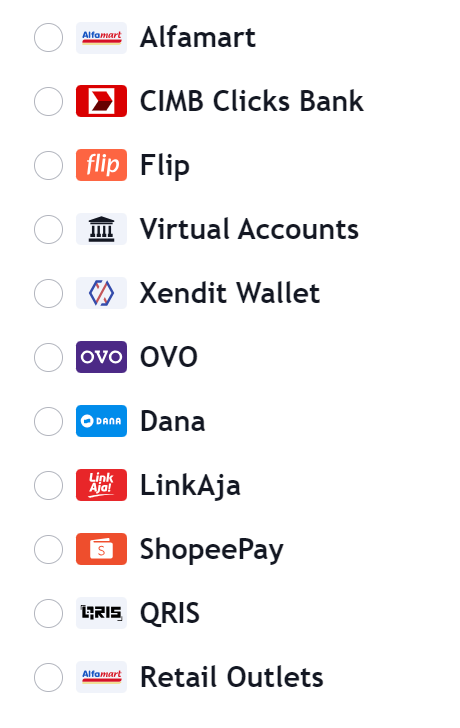 Alfamart Alfamart
CIMB Clicks Bank
flip Flip
Virtual Accounts
Xendit Wallet
OVO OVO
DANA Dana
Link Aja! LinkAja
S ShopeePay
QRIS QRIS
Alfamart Retail Outlets